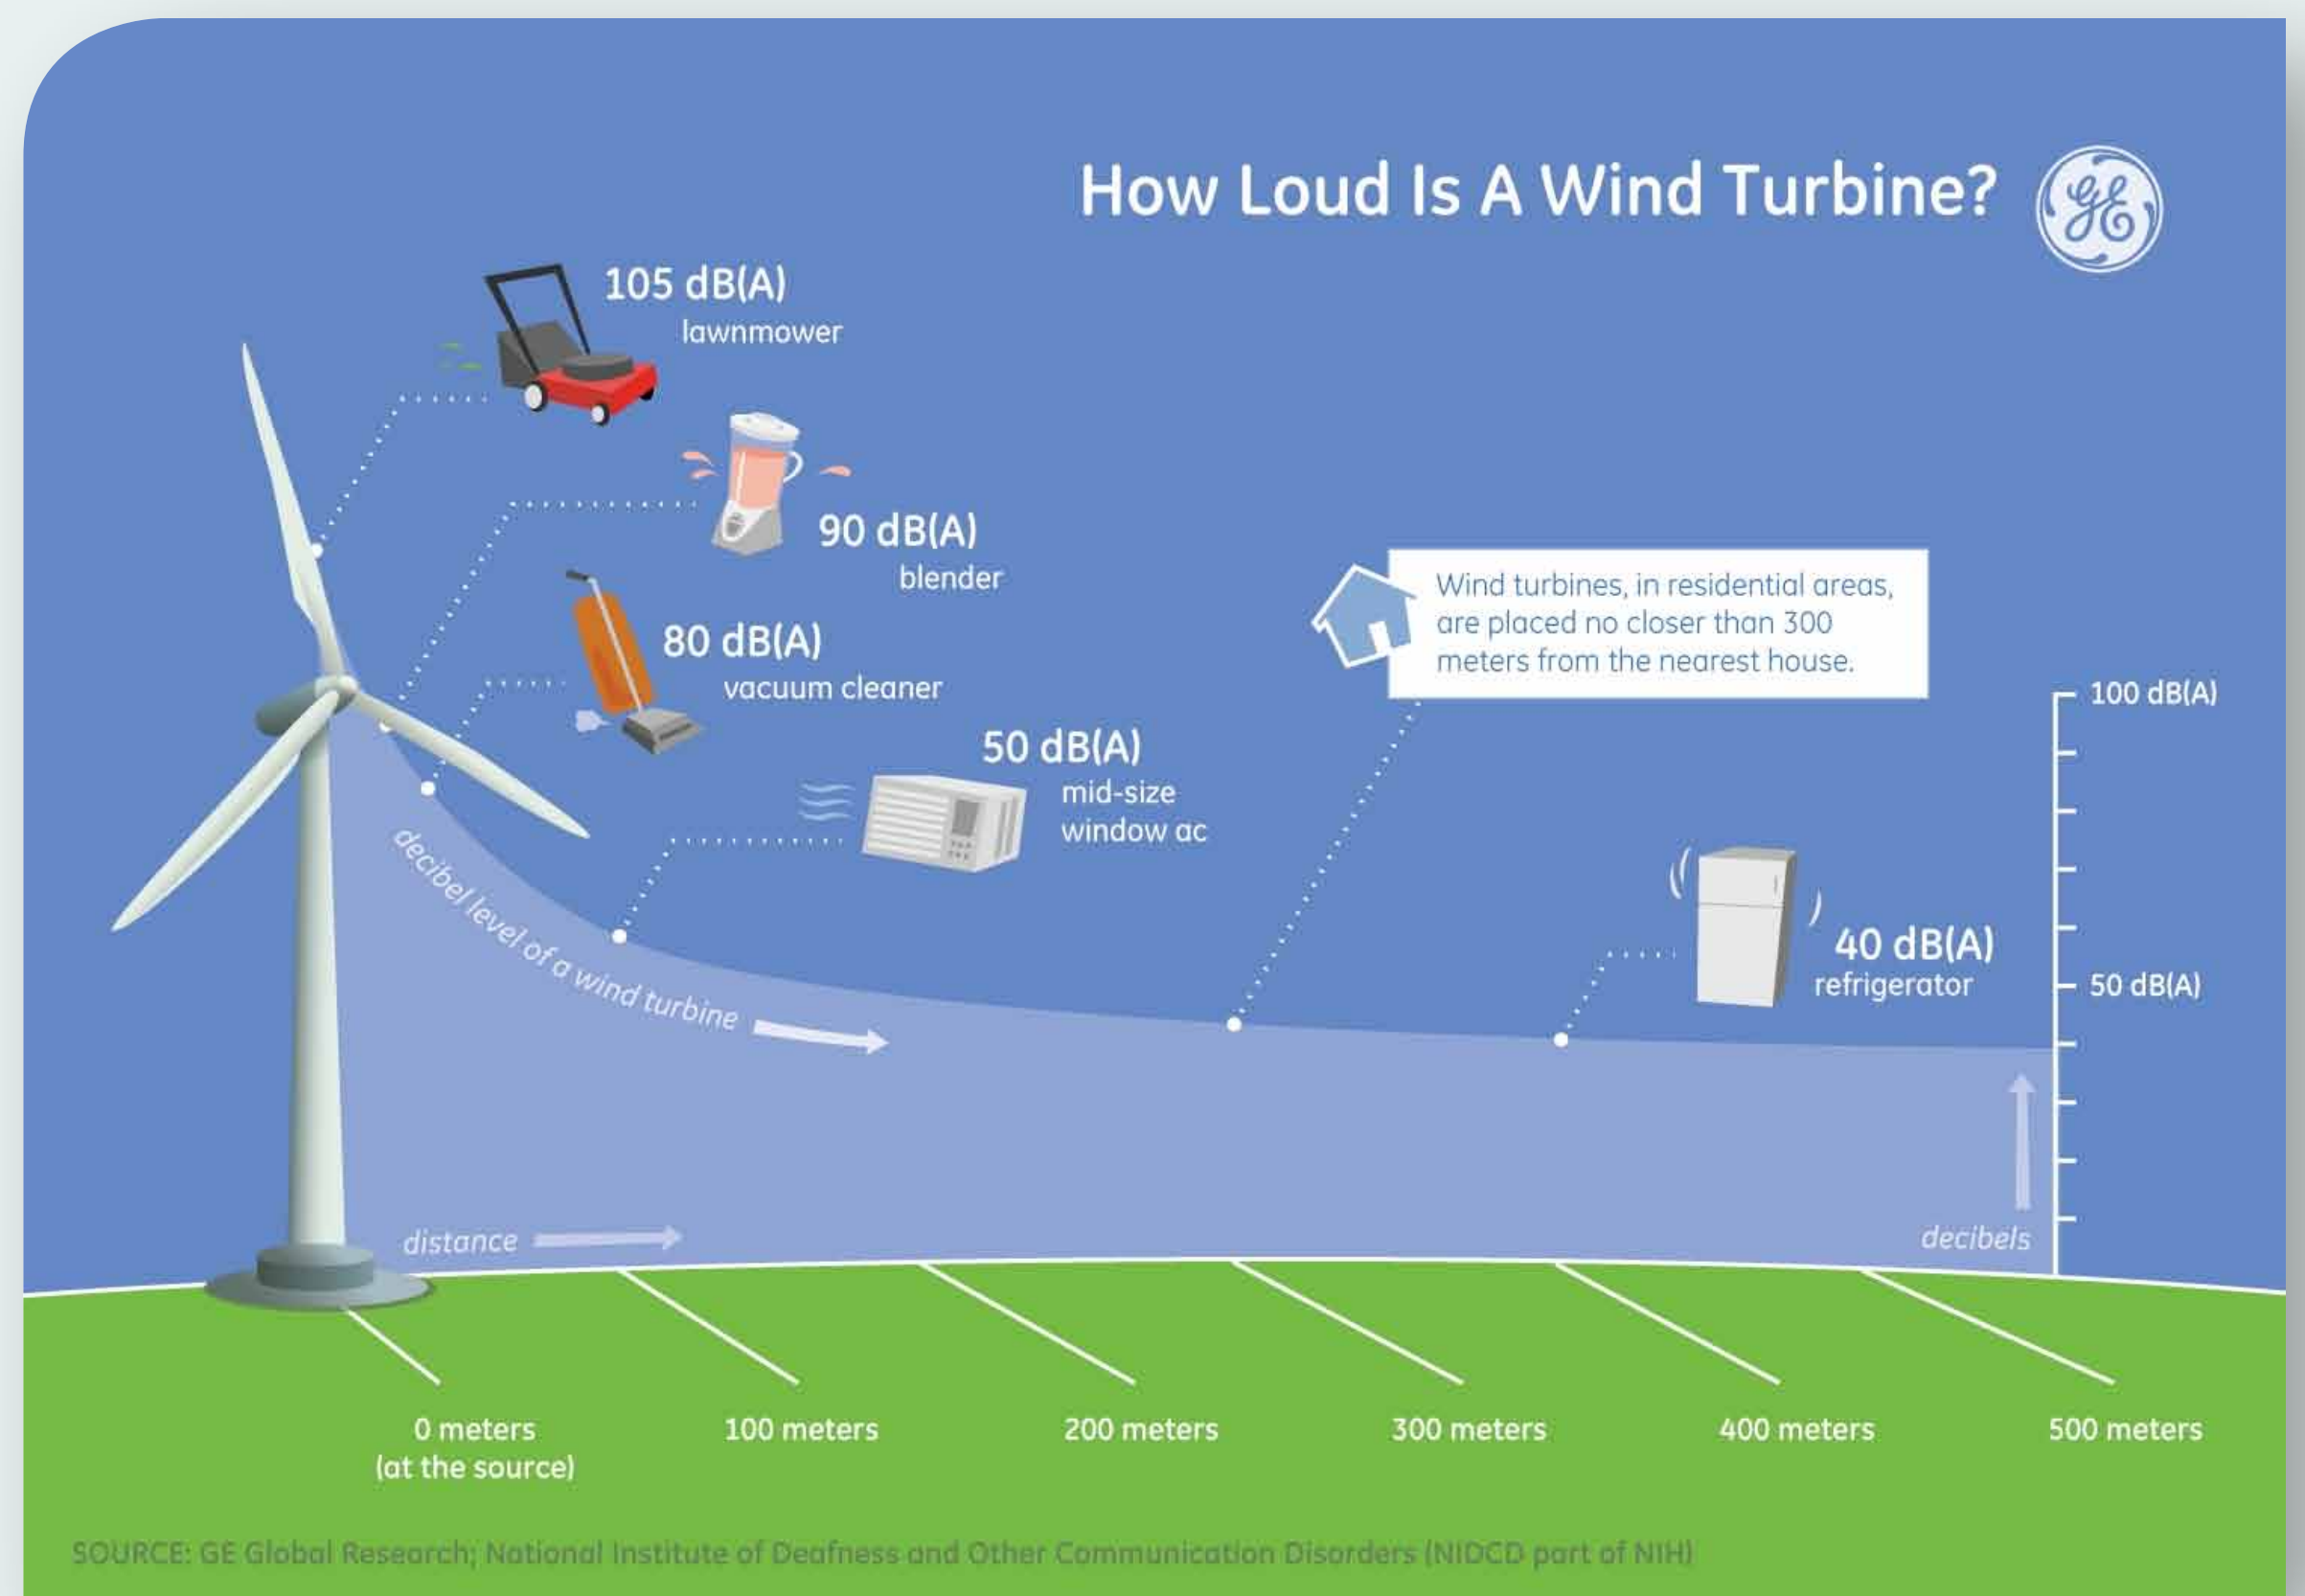 How Loud Is A Wind Turbine?
GE
105 dB(A)
lawnmower
90 dB(A)
blender
80 dB(A)
vacuum cleaner
50 dB(A)
mid-size
window ac
Wind turbines, in residential areas,
are placed no closer than 300
meters from the nearest house.
100 dB(A)
40 dB(A)
refrigerator
50 dB(A)
decibel level of a wind turbine
distance
decibels
0 meters
(at the source)
100 meters
200 meters
300 meters
400 meters
500 meters
SOURCE: GE Global Research; National Institute of Deafness and Other Communication Disorders (NIDCD part of NIH)